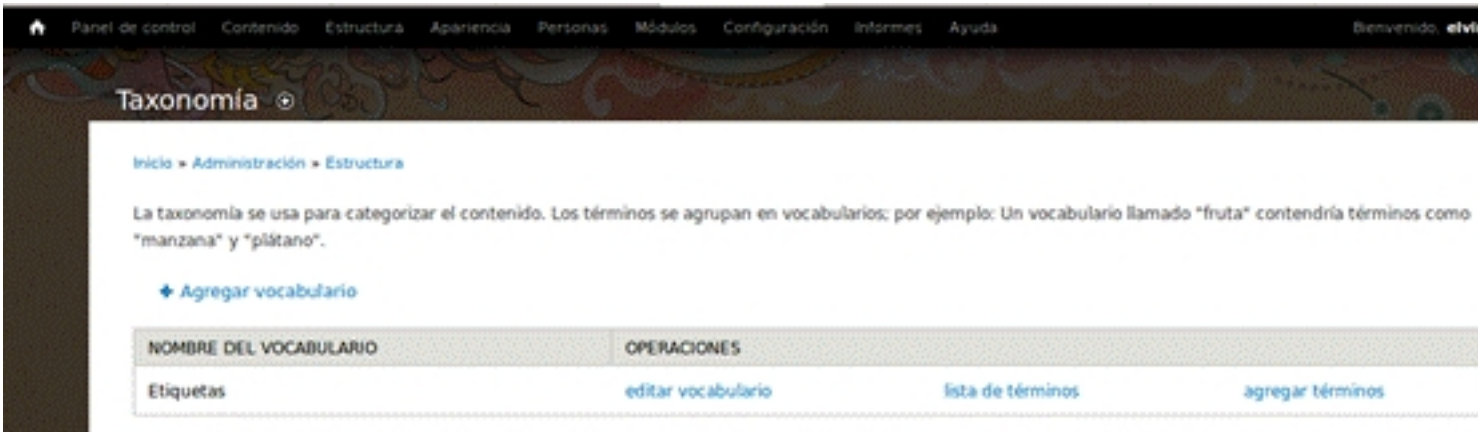 Panel de control Contenido Estructura Apariencia Personas Módulos Configuración Informes Ayuda Bienvenido,
Taxonomía
Inicio » Administración » Estructura
La taxonomía se usa para categorizar el contenido. Los términos se agrupan en vocabularios; por ejemplo: Un vocabulario llamado "fruta" contendría términos como
"manzana" y "plátano".
Agregar vocabulario
NOMBRE DEL VOCABULARIO OPERACIONES
Etiquetas editar vocabulario lista de términos agregar términos